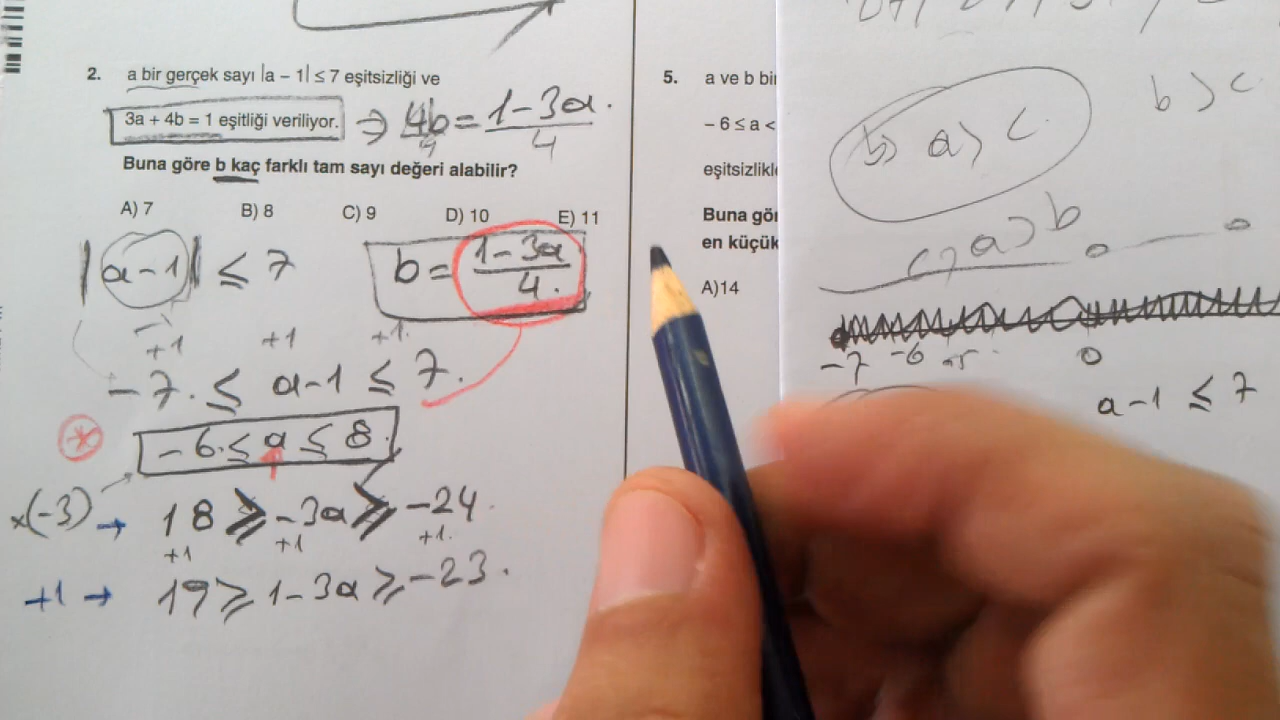 2. a bir gerçek sayı |a – 1| ≤ 7 eşitsizliği ve
3a + 4b = 1 eşitliği veriliyor. ⇒ 4b = 1-3a.
4 4
Buna göre b kaç farklı tam sayı değeri alabilir?
A) 7 B) 8 C) 9 D) 10 E) 11
|a-1| ≤ 7
b = 1-3a
4.
+1 +1 +1.
-7. ≤ a-1 ≤ 7.
-6. ≤ a ≤ 8.
x(-3) → 18 ≥ -3a ≥ -24.
+1 +1 +1.
+1 → 19 ≥ 1-3a ≥ -23.
5. a ve b
– 6 ≤ a <
Buna
en küçük
A)14
b > c
b > a > c.
c > a > b
-7 -6 -5 0
a-1 ≤ 7